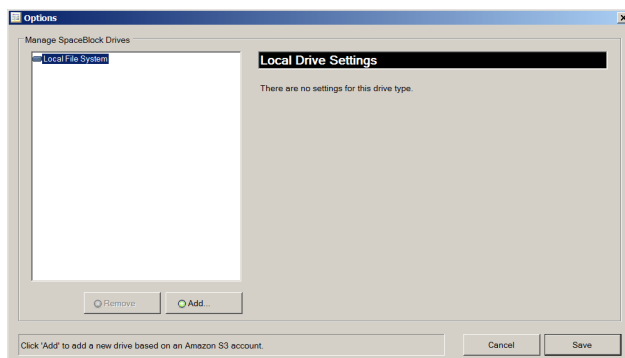 Options
Manage SpaceBlock Drives
Local File System
Local Drive Settings
There are no settings for this drive type.
Remove
Add...
Click 'Add' to add a new drive based on an Amazon S3 account.
Cancel
Save